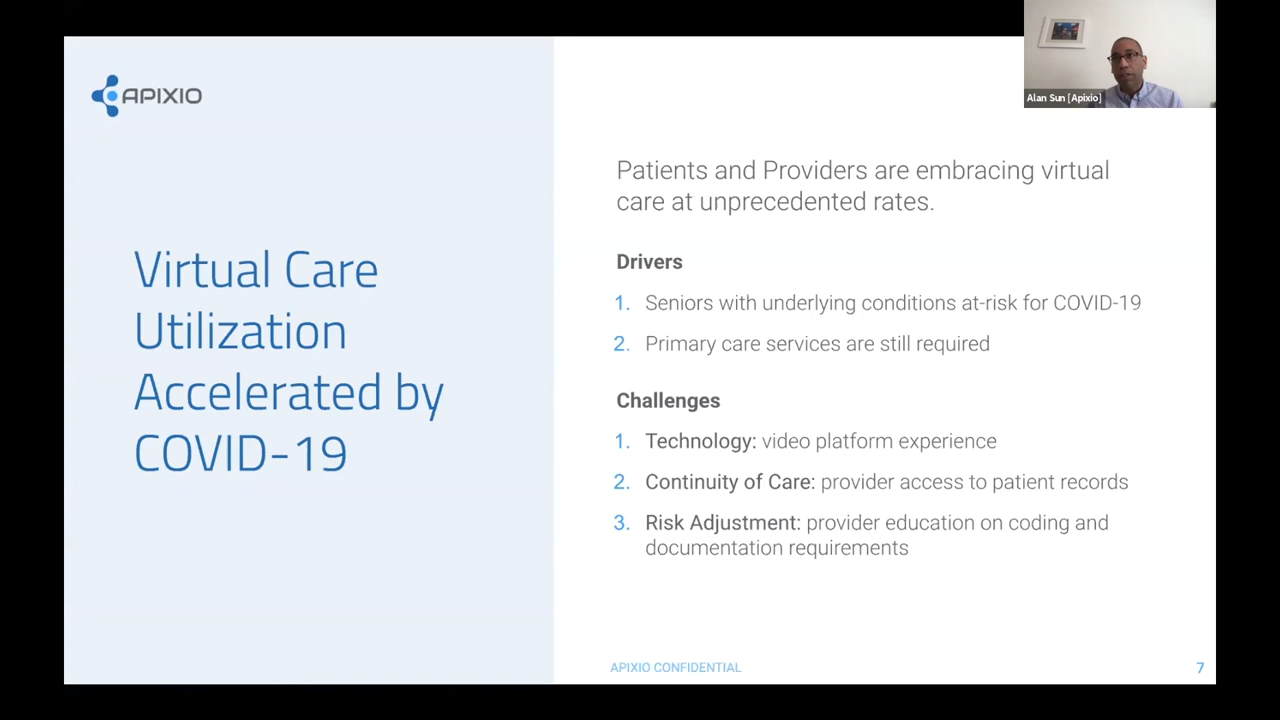 APIXIO
Alan Sun [Apixio]
Virtual Care
Utilization
Accelerated by
COVID-19
Patients and Providers are embracing virtual
care at unprecedented rates.
Drivers
1. Seniors with underlying conditions at-risk for COVID-19
2. Primary care services are still required
Challenges
1. Technology: video platform experience
2. Continuity of Care: provider access to patient records
3. Risk Adjustment: provider education on coding and
documentation requirements
APIXIO CONFIDENTIAL
7